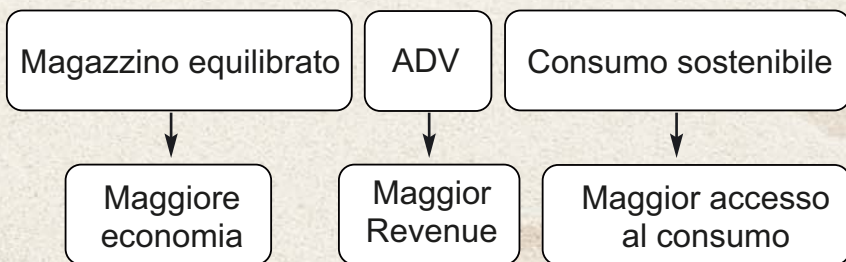 Magazzino equilibrato
ADV
Consumo sostenibile
Maggiore
economia
Maggior
Revenue
Maggior accesso
al consumo